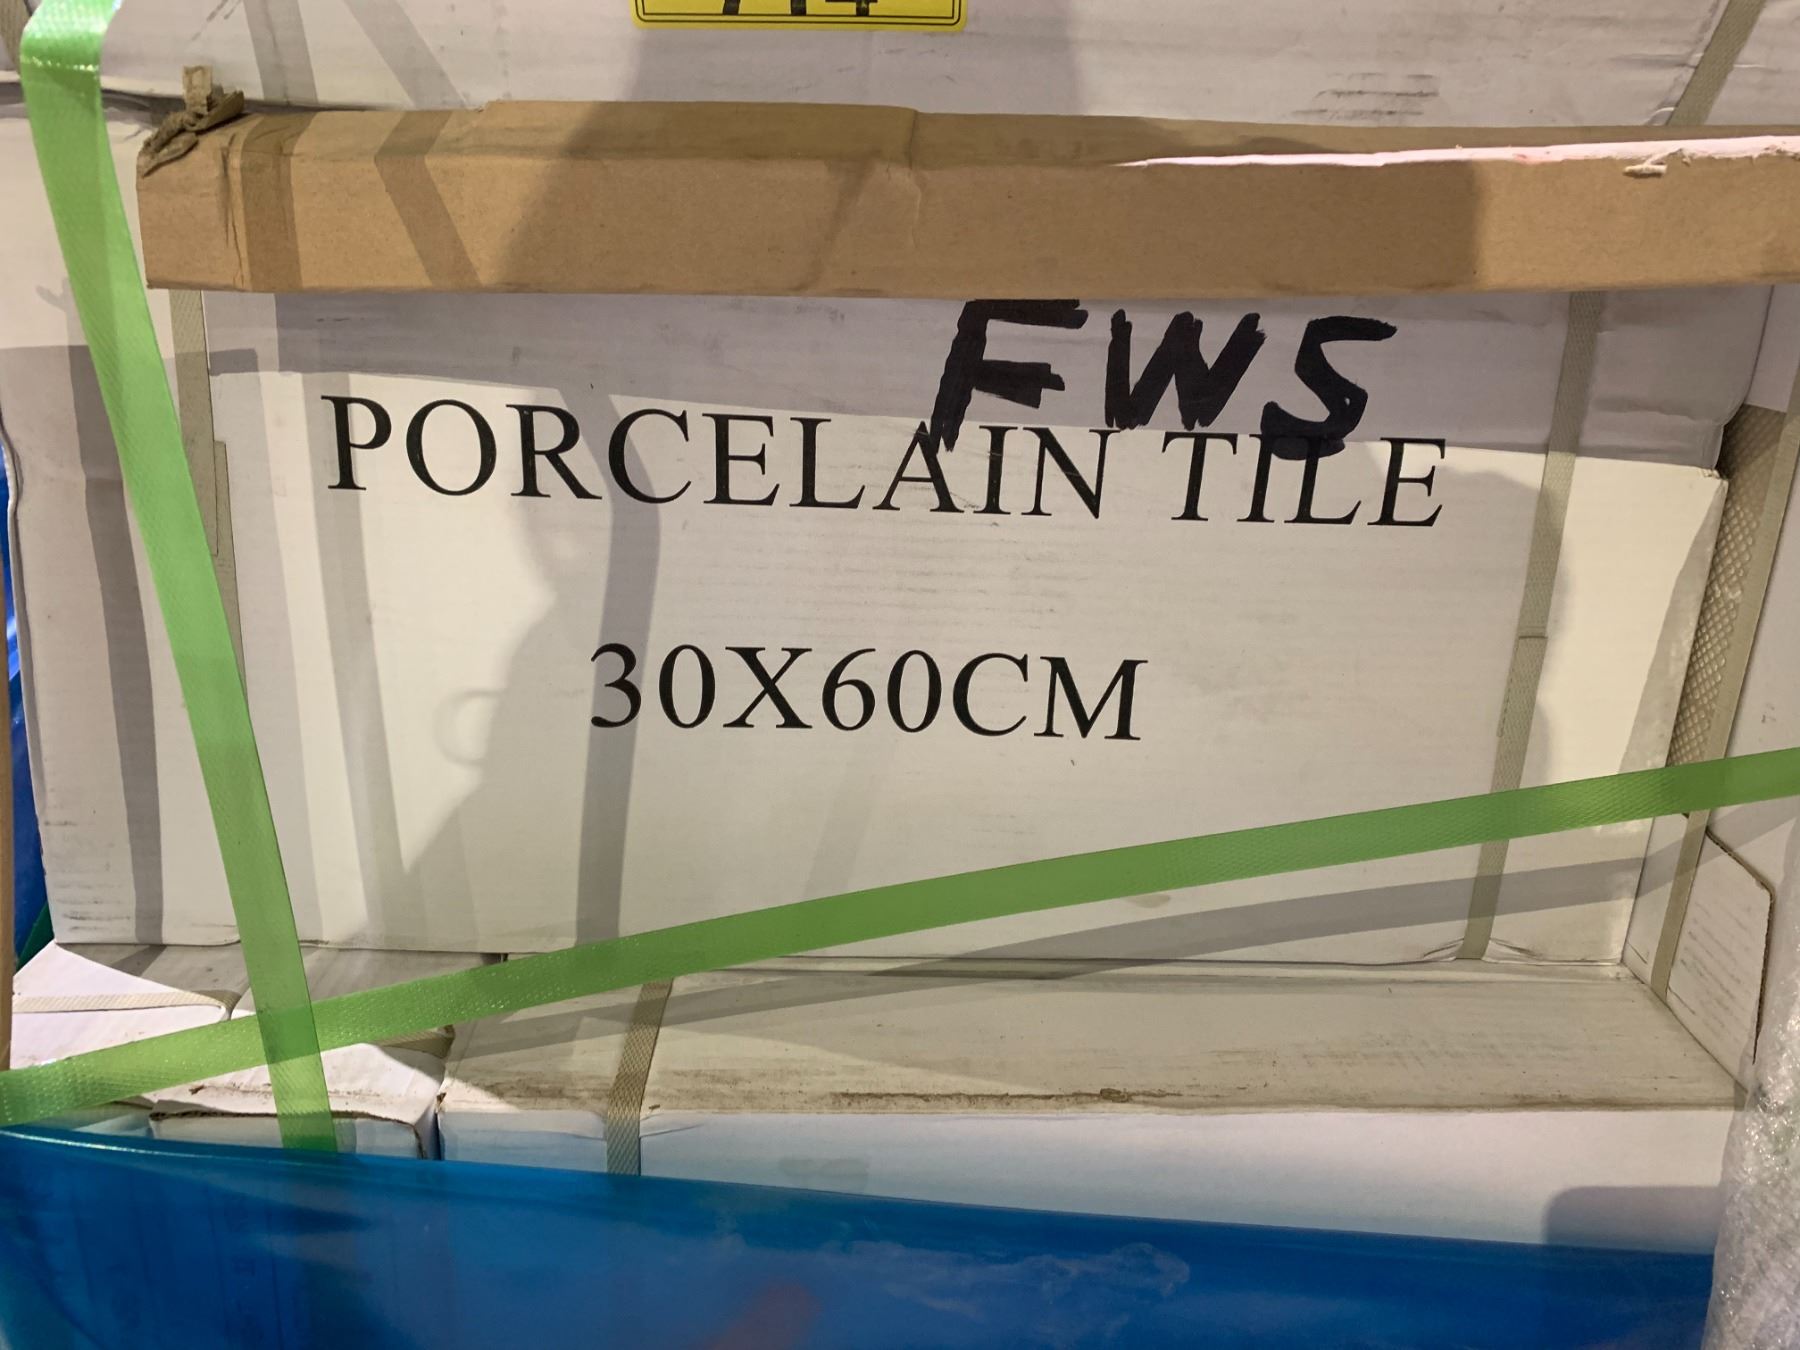 FWS
PORCELAIN TILE
30X60CM